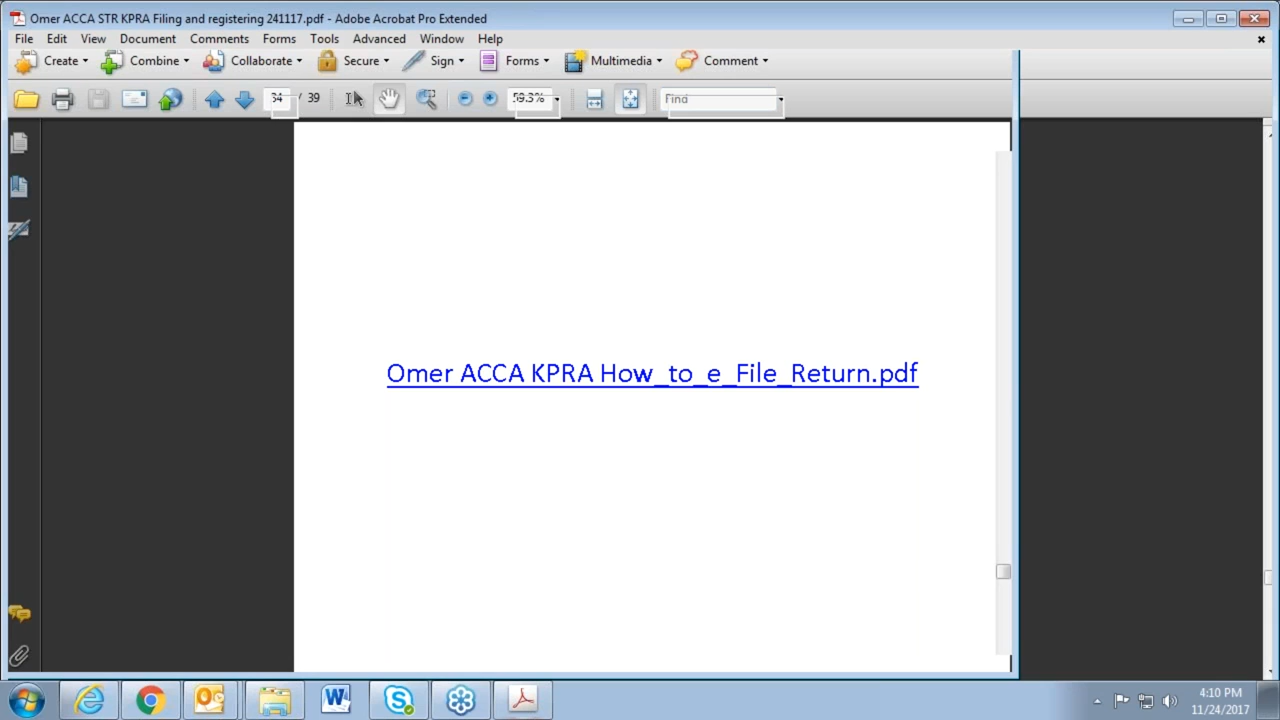 Omer ACCA STR KPRA Filing and registering 241117.pdf - Adobe Acrobat Pro Extended
File Edit View Document Comments Forms Tools Advanced Window Help
Create Combine Collaborate Secure Sign Forms Multimedia Comment
34 / 39 59.3% Find
Omer ACCA KPRA How_to_e_File_Return.pdf
4:10 PM
11/24/2017